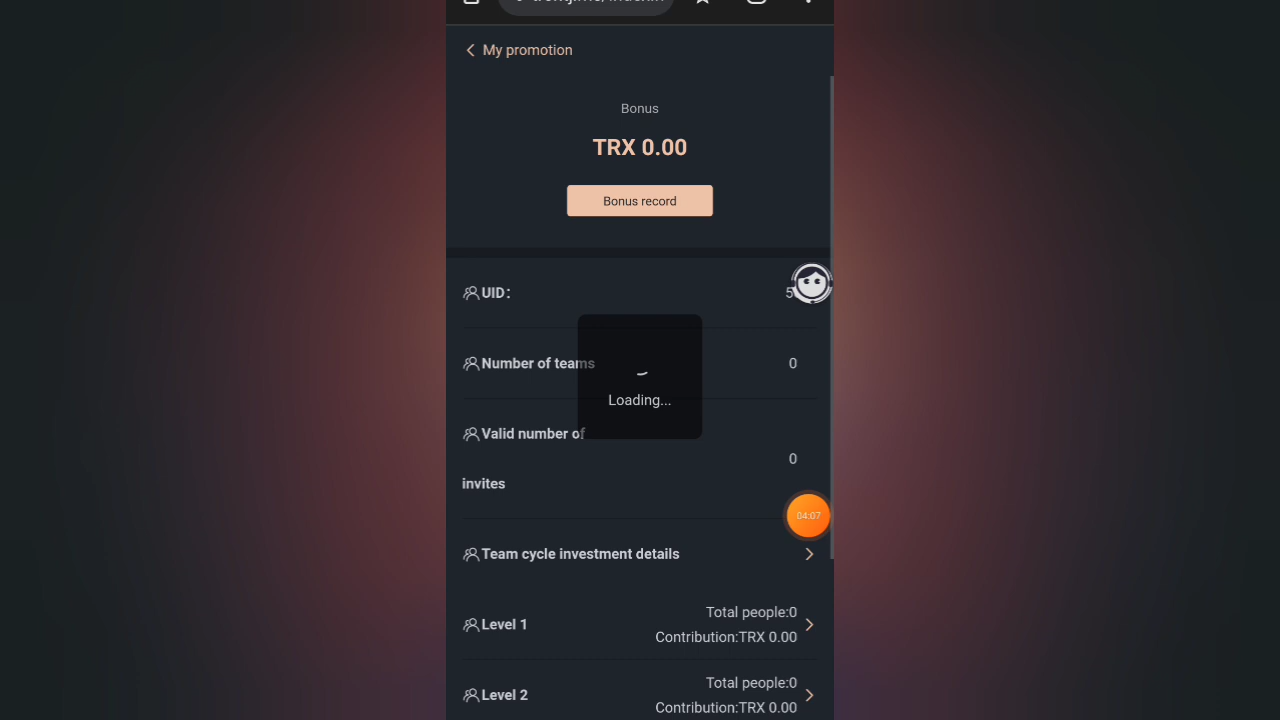 My promotion
Bonus
TRX 0.00
Bonus record
UID:
Number of teams 0
Loading...
Valid number of
0
invites
04:07
Team cycle investment details
Total people:0
Level 1
Contribution:TRX 0.00
Total people:0
Level 2
Contribution:TRX 0.00